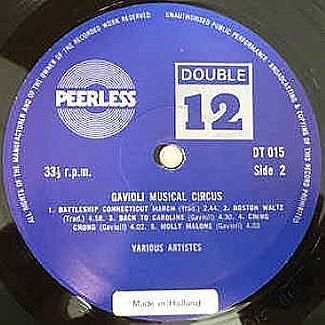 ALL RIGHTS OF THE MANUFACTURER AND OF THE OWNER OF THE RECORDED WORK RESERVED — UNAUTHORISED PUBLIC PERFORMANCE, BROADCASTING & COPYING OF THIS RECORD PROHIBITED
PEERLESS
DOUBLE
12
33⅓ r.p.m.
DT 015
Side 2
GAVIOLI MUSICAL CIRCUS
1. BATTLESHIP CONNECTICUT MARCH (Trad.) 2.44. 2. BOSTON WALTZ
(Trad.) 4.58. 3. BACK TO CAROLINE (Gavioli) 4.30. 4. CHING
CHONG (Gavioli) 4.02. 5. MOLLY MALONE (Gavioli) 4.03
VARIOUS ARTISTES
Made in Holland